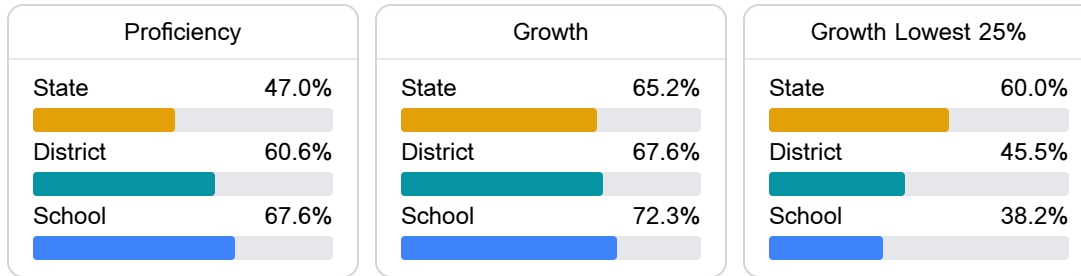 Proficiency
State 47.0%
District 60.6%
School 67.6%
Growth
State 65.2%
District 67.6%
School 72.3%
Growth Lowest 25%
State 60.0%
District 45.5%
School 38.2%